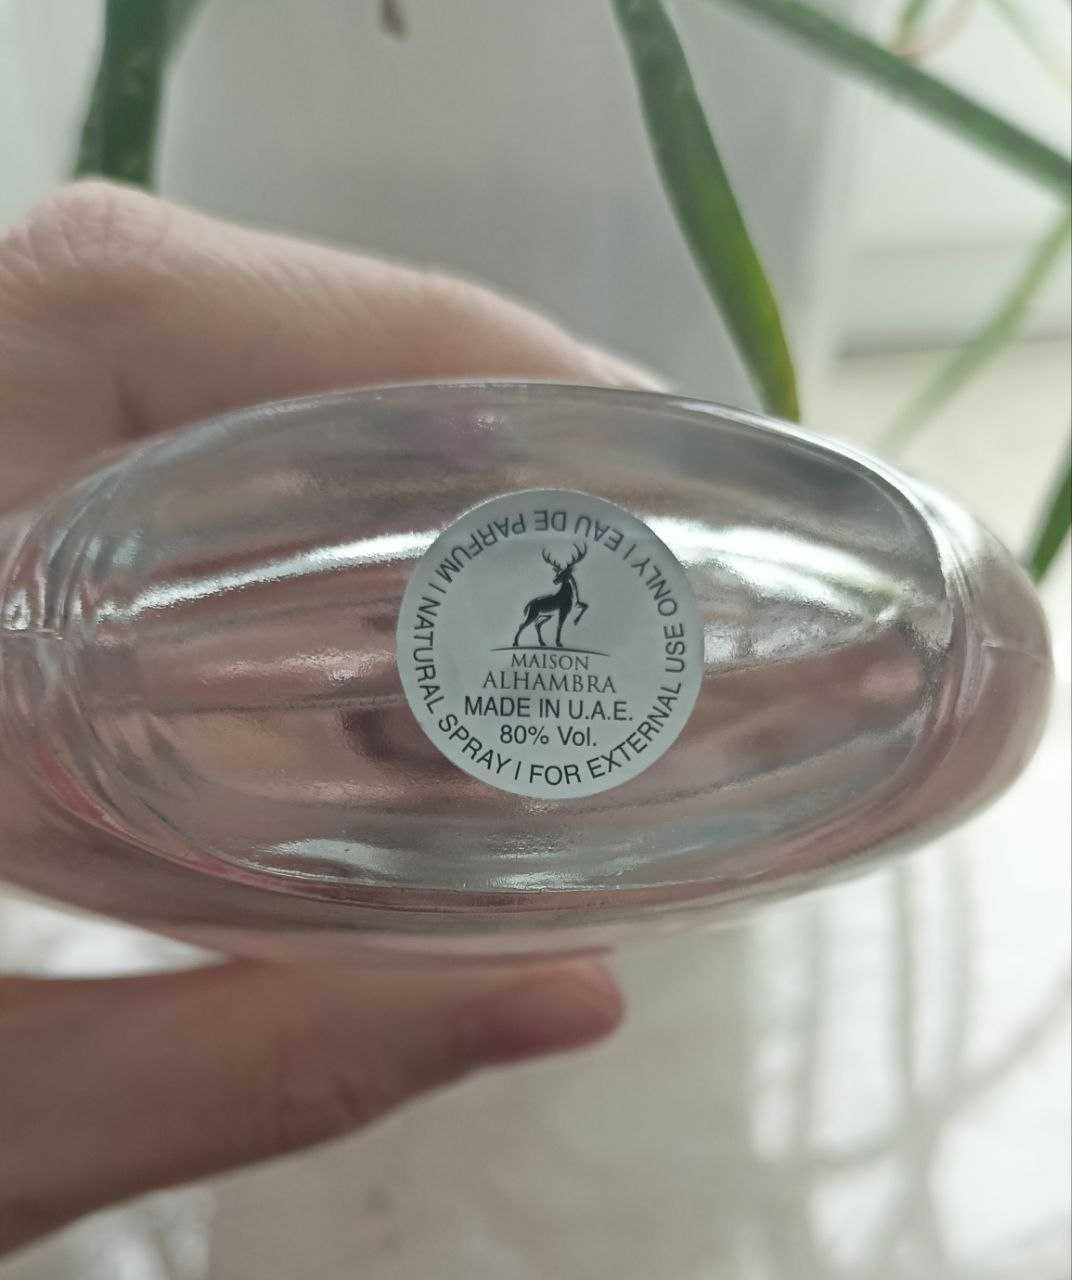 MAISON
ALHAMBRA
MADE IN U.A.E.
80% Vol.
EAU DE PARFUM | NATURAL SPRAY | FOR EXTERNAL USE ONLY |